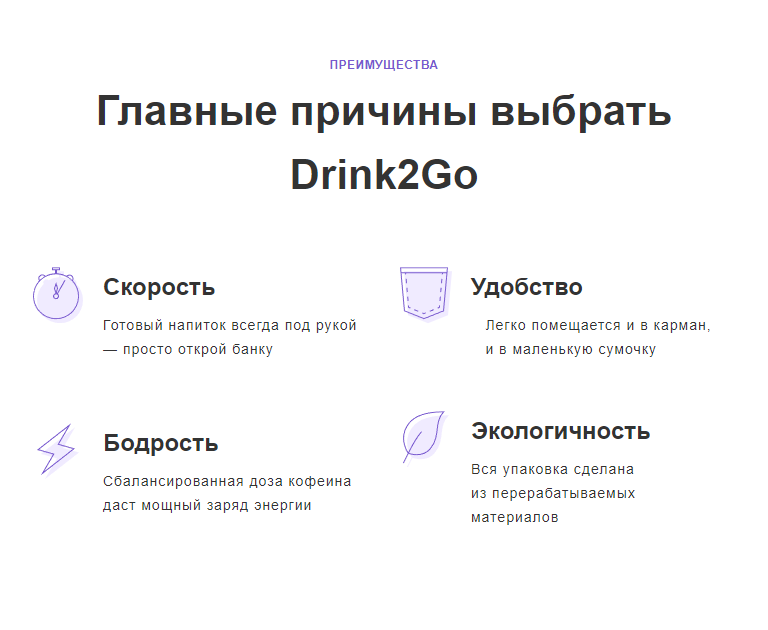 ПРЕИМУЩЕСТВА
Главные причины выбрать
Drink2Go
Скорость
Готовый напиток всегда под рукой
— просто открой банку
Удобство
Легко помещается и в карман,
и в маленькую сумочку
Бодрость
Сбалансированная доза кофеина
даст мощный заряд энергии
Экологичность
Вся упаковка сделана
из перерабатываемых
материалов